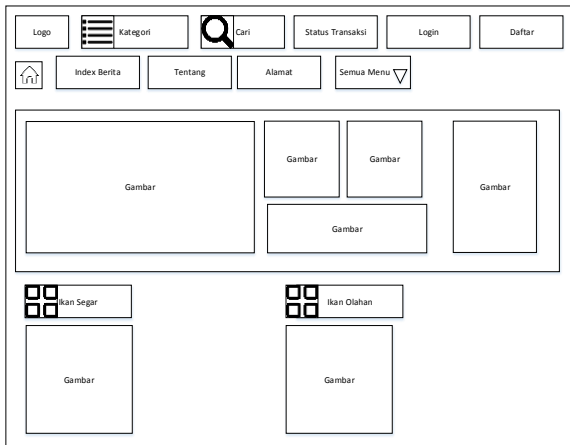 Logo
Kategori
Cari
Status Transaksi
Login
Daftar
Index Berita
Tentang
Alamat
Semua Menu
Gambar
Gambar
Gambar
Gambar
Gambar
Ikan Segar
Ikan Olahan
Gambar
Gambar